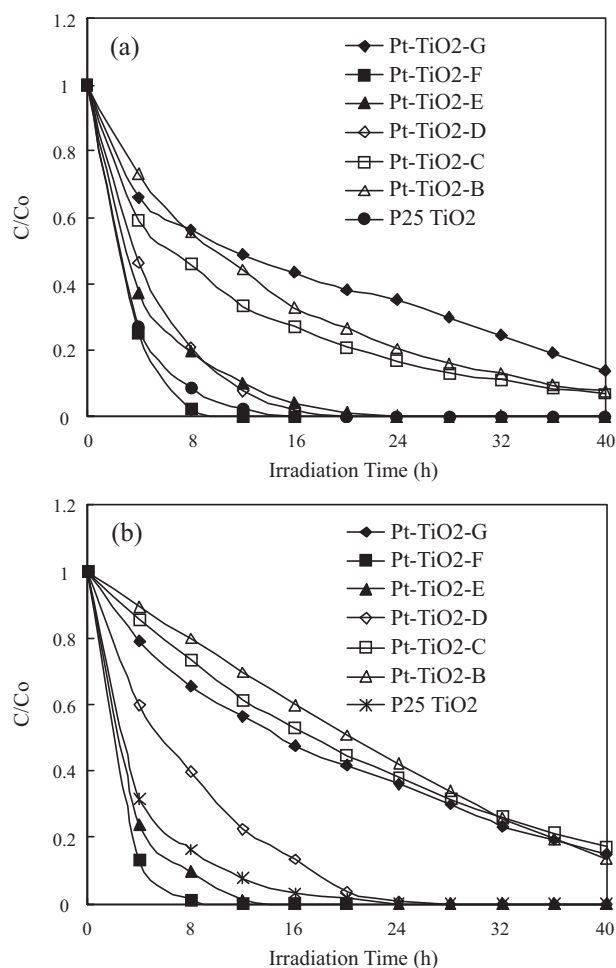 (a)
Pt-TiO2-G
Pt-TiO2-F
Pt-TiO2-E
Pt-TiO2-D
Pt-TiO2-C
Pt-TiO2-B
P25 TiO2
1.2
1
0.8
0.6
0.4
0.2
0
C/Co
0 8 16 24 32 40
Irradiation Time (h)
(b)
Pt-TiO2-G
Pt-TiO2-F
Pt-TiO2-E
Pt-TiO2-D
Pt-TiO2-C
Pt-TiO2-B
P25 TiO2
1.2
1
0.8
0.6
0.4
0.2
0
C/Co
0 8 16 24 32 40
Irradiation Time (h)